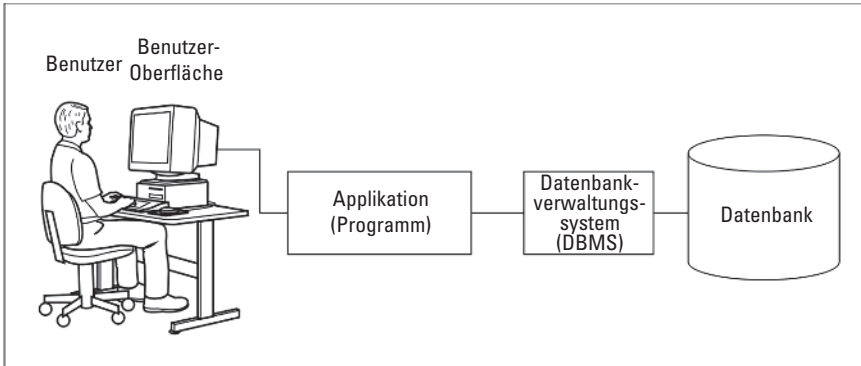 Benutzer
Benutzer-
Oberfläche
Applikation
(Programm)
Datenbank-
verwaltungs-
system
(DBMS)
Datenbank